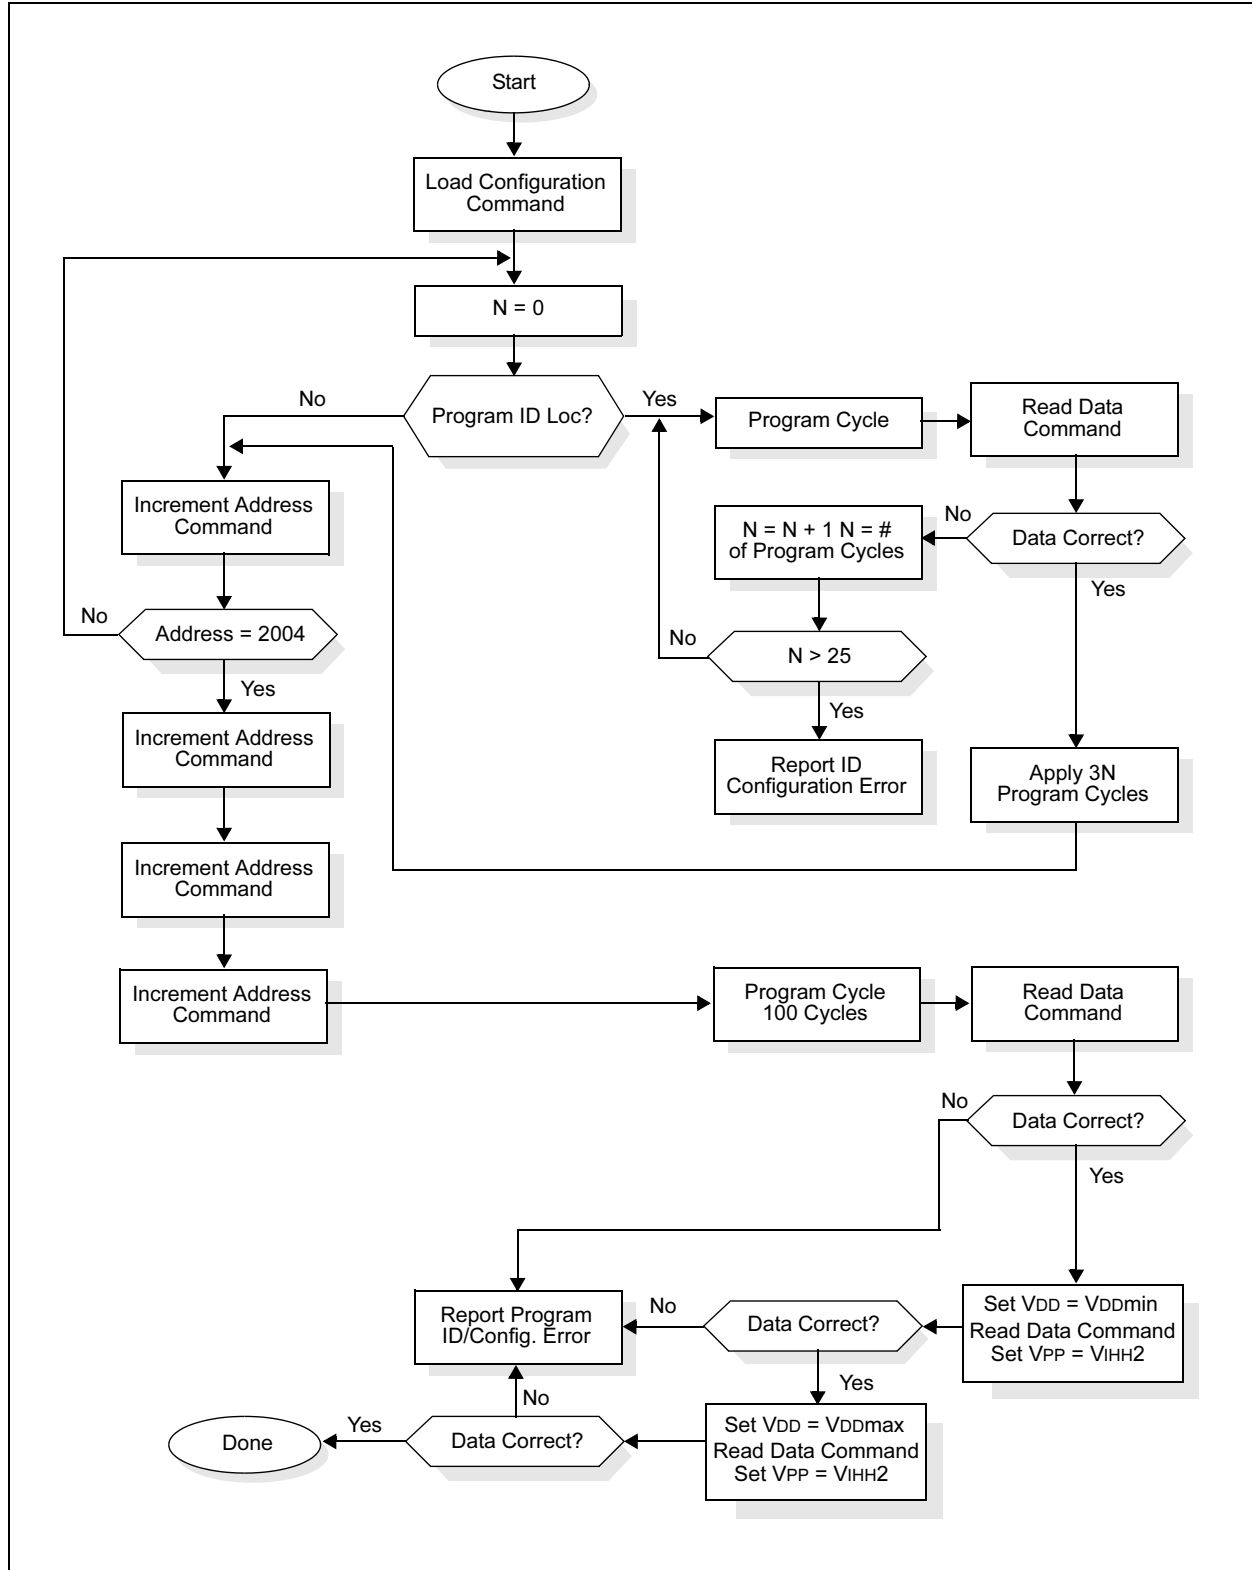 Start
Load Configuration
Command
N = 0
No
Program ID Loc?
Yes
Program Cycle
Read Data
Command
Increment Address
Command
N = N + 1 N = #
of Program Cycles
No
Data Correct?
Yes
No
Address = 2004
Yes
No
N > 25
Yes
Increment Address
Command
Report ID
Configuration Error
Apply 3N
Program Cycles
Increment Address
Command
Increment Address
Command
Program Cycle
100 Cycles
Read Data
Command
No
Data Correct?
Yes
Report Program
ID/Config. Error
No
Data Correct?
Yes
Set VDD = VDDmin
Read Data Command
Set VPP = VIHH2
Done
Yes
Data Correct?
No
Set VDD = VDDmax
Read Data Command
Set VPP = VIHH2